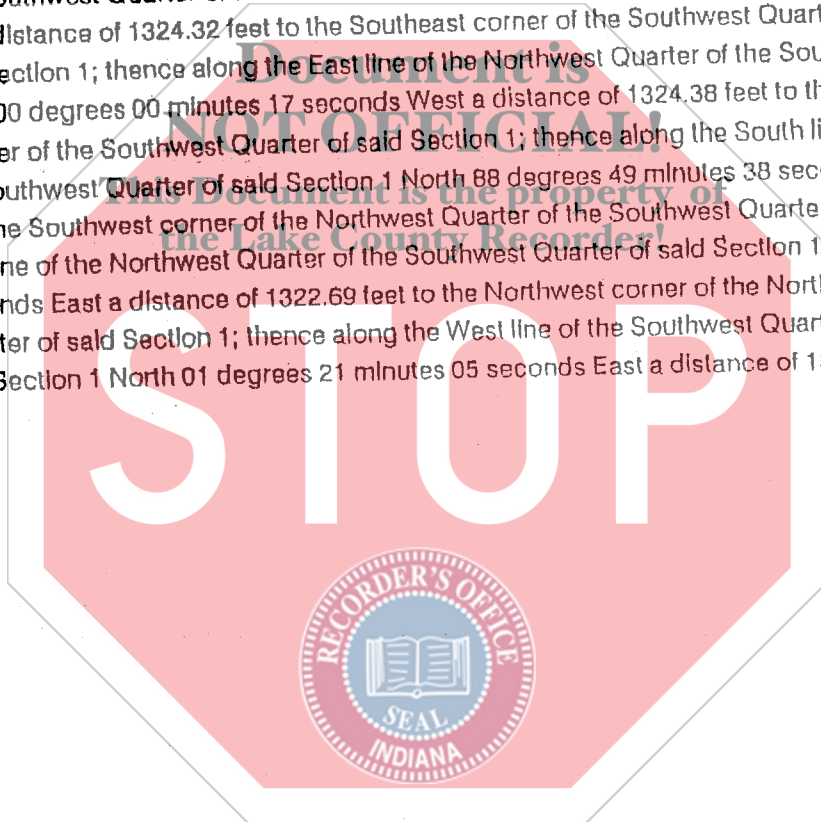 distance of 1324.32 feet to the Southeast corner of the Southwest Quart
ection 1; thence along the East line of the Northwest Quarter of the Sou
00 degrees 00 minutes 17 seconds West a distance of 1324.38 feet to th
er of the Southwest Quarter of said Section 1; thence along the South li
outhwest Quarter of said Section 1 North 88 degrees 49 minutes 38 sec
he Southwest corner of the Northwest Quarter of the Southwest Quarte
ne of the Northwest Quarter of the Southwest Quarter of said Section 1
nds East a distance of 1322.69 feet to the Northwest corner of the Nort
ter of said Section 1; thence along the West line of the Southwest Quar
Section 1 North 01 degrees 21 minutes 05 seconds East a distance of 1
Document is
NOT OFFICIAL!
This Document is the property of
the Lake County Recorder!
STOP
RECORDER'S OFFICE
SEAL
INDIANA